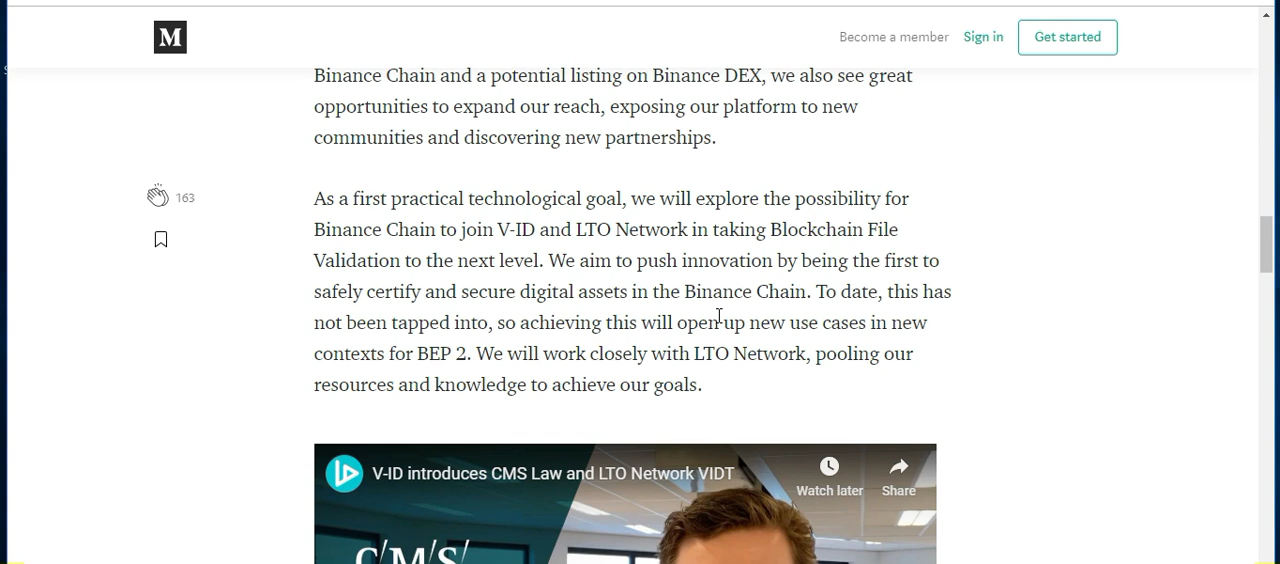 M
Become a member
Sign in
Get started
Binance Chain and a potential listing on Binance DEX, we also see great
opportunities to expand our reach, exposing our platform to new
communities and discovering new partnerships.
163
As a first practical technological goal, we will explore the possibility for
Binance Chain to join V-ID and LTO Network in taking Blockchain File
Validation to the next level. We aim to push innovation by being the first to
safely certify and secure digital assets in the Binance Chain. To date, this has
not been tapped into, so achieving this will open up new use cases in new
contexts for BEP 2. We will work closely with LTO Network, pooling our
resources and knowledge to achieve our goals.
V-ID introduces CMS Law and LTO Network VIDT
Watch later
Share
C/M/S/